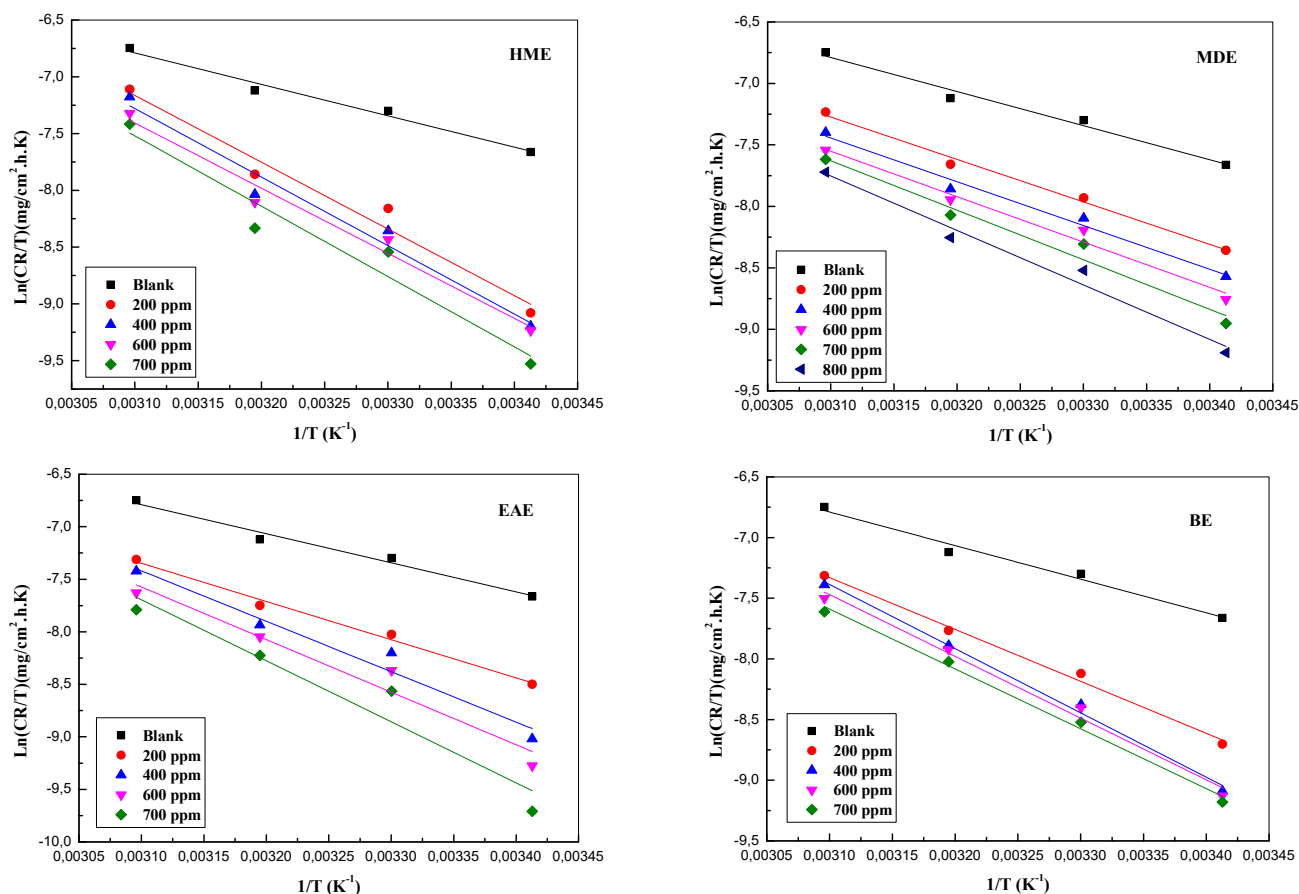 HME
Ln(CR/T)(mg/cm².h.K)
-6,5
-7,0
-7,5
-8,0
-8,5
-9,0
-9,5
Blank
200 ppm
400 ppm
600 ppm
700 ppm
0,00305 0,00310 0,00315 0,00320 0,00325 0,00330 0,00335 0,00340 0,00345
1/T (K⁻¹)
MDE
Ln(CR/T)(mg/cm².h.K)
-6,5
-7,0
-7,5
-8,0
-8,5
-9,0
-9,5
Blank
200 ppm
400 ppm
600 ppm
700 ppm
800 ppm
0,00305 0,00310 0,00315 0,00320 0,00325 0,00330 0,00335 0,00340 0,00345
1/T (K⁻¹)
EAE
Ln(CR/T)(mg/cm².h.K)
-6,5
-7,0
-7,5
-8,0
-8,5
-9,0
-9,5
-10,0
Blank
200 ppm
400 ppm
600 ppm
700 ppm
0,00305 0,00310 0,00315 0,00320 0,00325 0,00330 0,00335 0,00340 0,00345
1/T (K⁻¹)
BE
Ln(CR/T)(mg/cm².h.K)
-6,5
-7,0
-7,5
-8,0
-8,5
-9,0
-9,5
Blank
200 ppm
400 ppm
600 ppm
700 ppm
0,00305 0,00310 0,00315 0,00320 0,00325 0,00330 0,00335 0,00340 0,00345
1/T (K⁻¹)